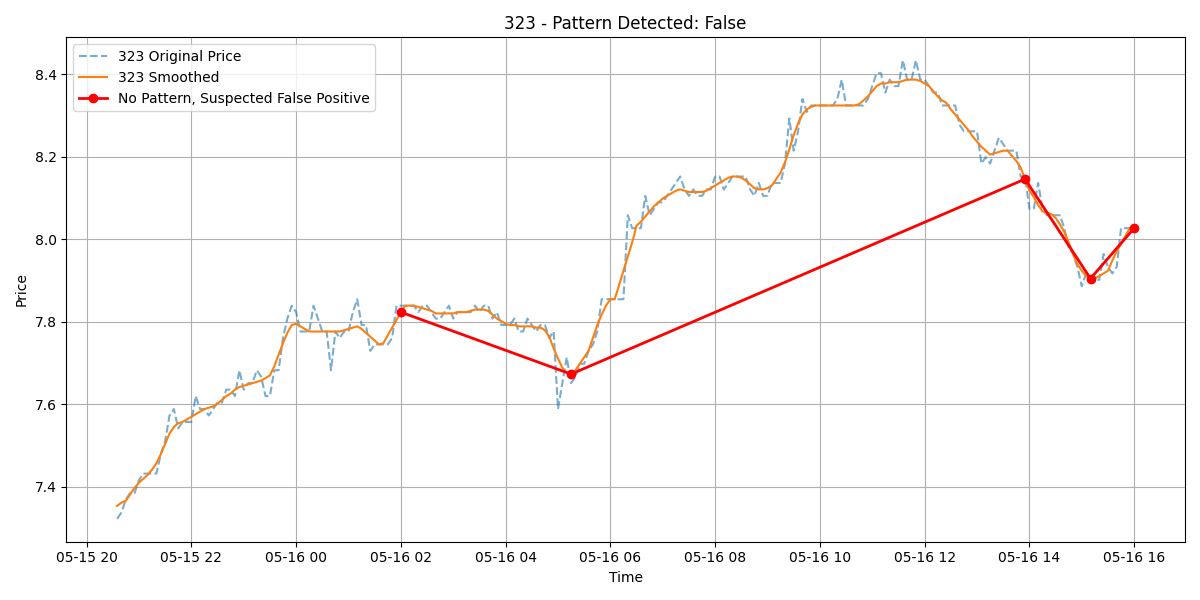 323 - Pattern Detected: False
323 Original Price
323 Smoothed
No Pattern, Suspected False Positive
Price
8.4
8.2
8.0
7.8
7.6
7.4
05-15 20 05-15 22 05-16 00 05-16 02 05-16 04 05-16 06 05-16 08 05-16 10 05-16 12 05-16 14 05-16 16
Time